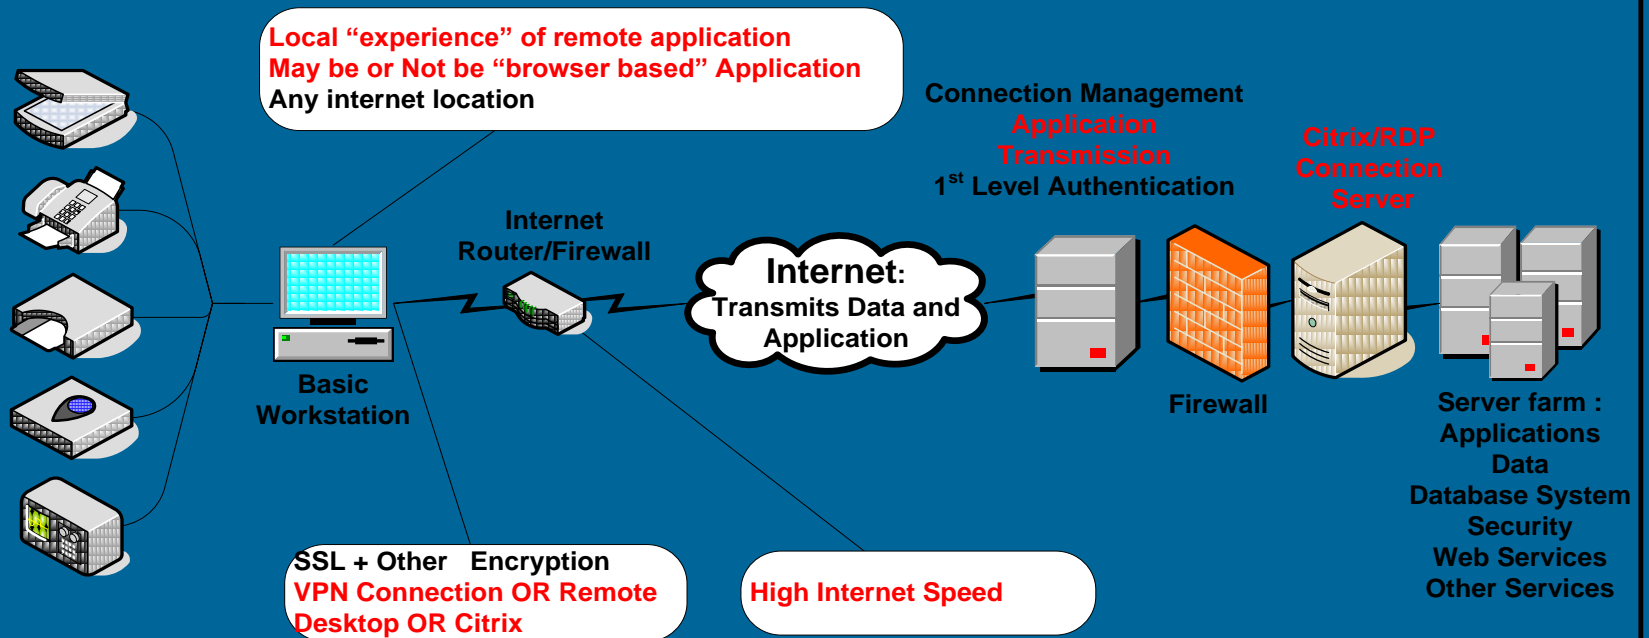 Local “experience” of remote application
May be or Not be “browser based” Application
Any internet location
Connection Management
Application
Transmission
1st Level Authentication
Citrix/RDP
Connection
Server
Internet
Router/Firewall
Internet:
Transmits Data and
Application
Basic
Workstation
Firewall
Server farm :
Applications
Data
Database System
Security
Web Services
Other Services
SSL + Other Encryption
VPN Connection OR Remote
Desktop OR Citrix
High Internet Speed